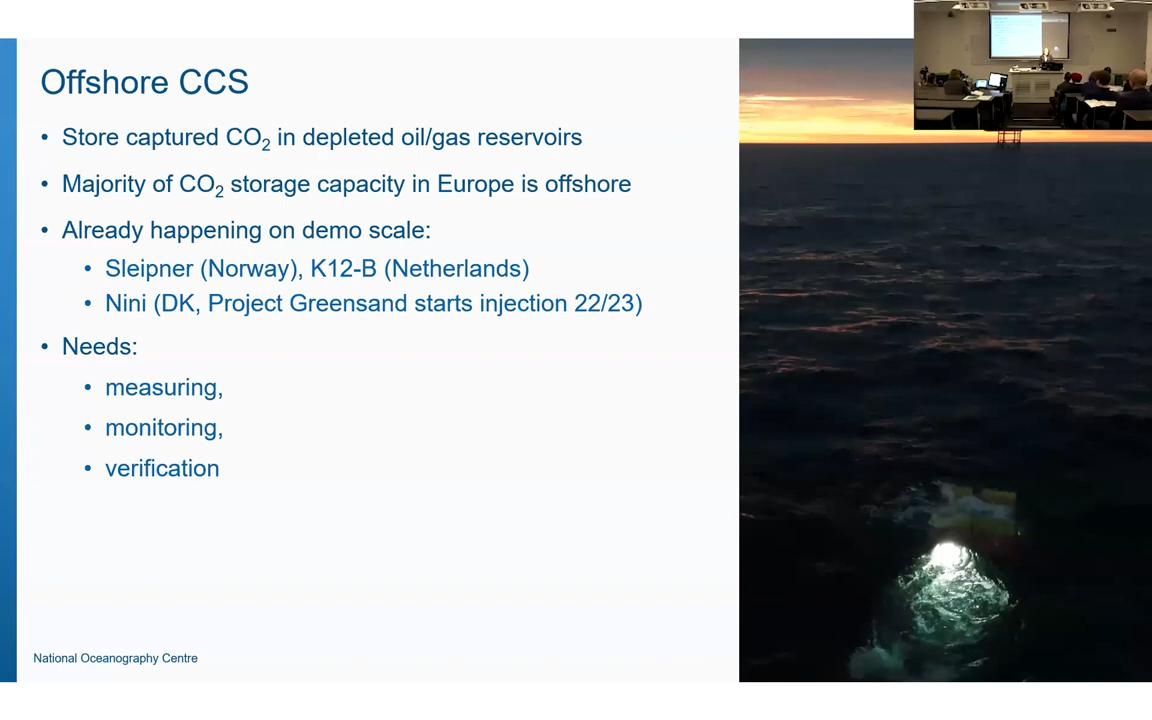 Offshore CCS
• Store captured CO₂ in depleted oil/gas reservoirs
• Majority of CO₂ storage capacity in Europe is offshore
• Already happening on demo scale:
• Sleipner (Norway), K12-B (Netherlands)
• Nini (DK, Project Greensand starts injection 22/23)
• Needs:
• measuring,
• monitoring,
• verification
National Oceanography Centre